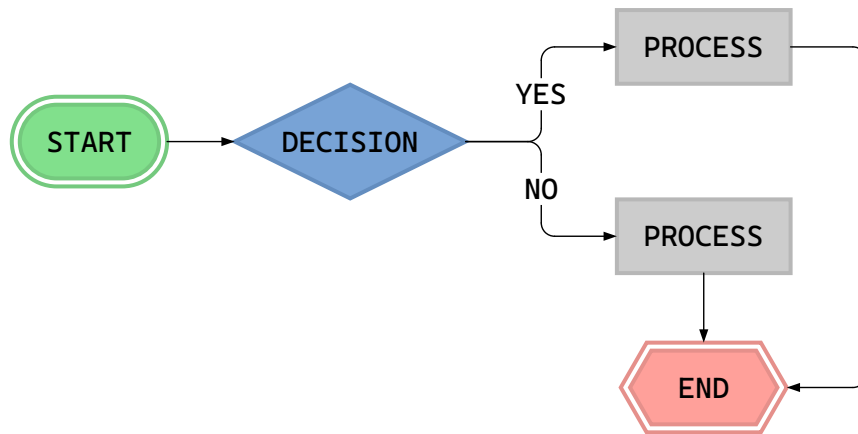 START
DECISION
YES
NO
PROCESS
PROCESS
END